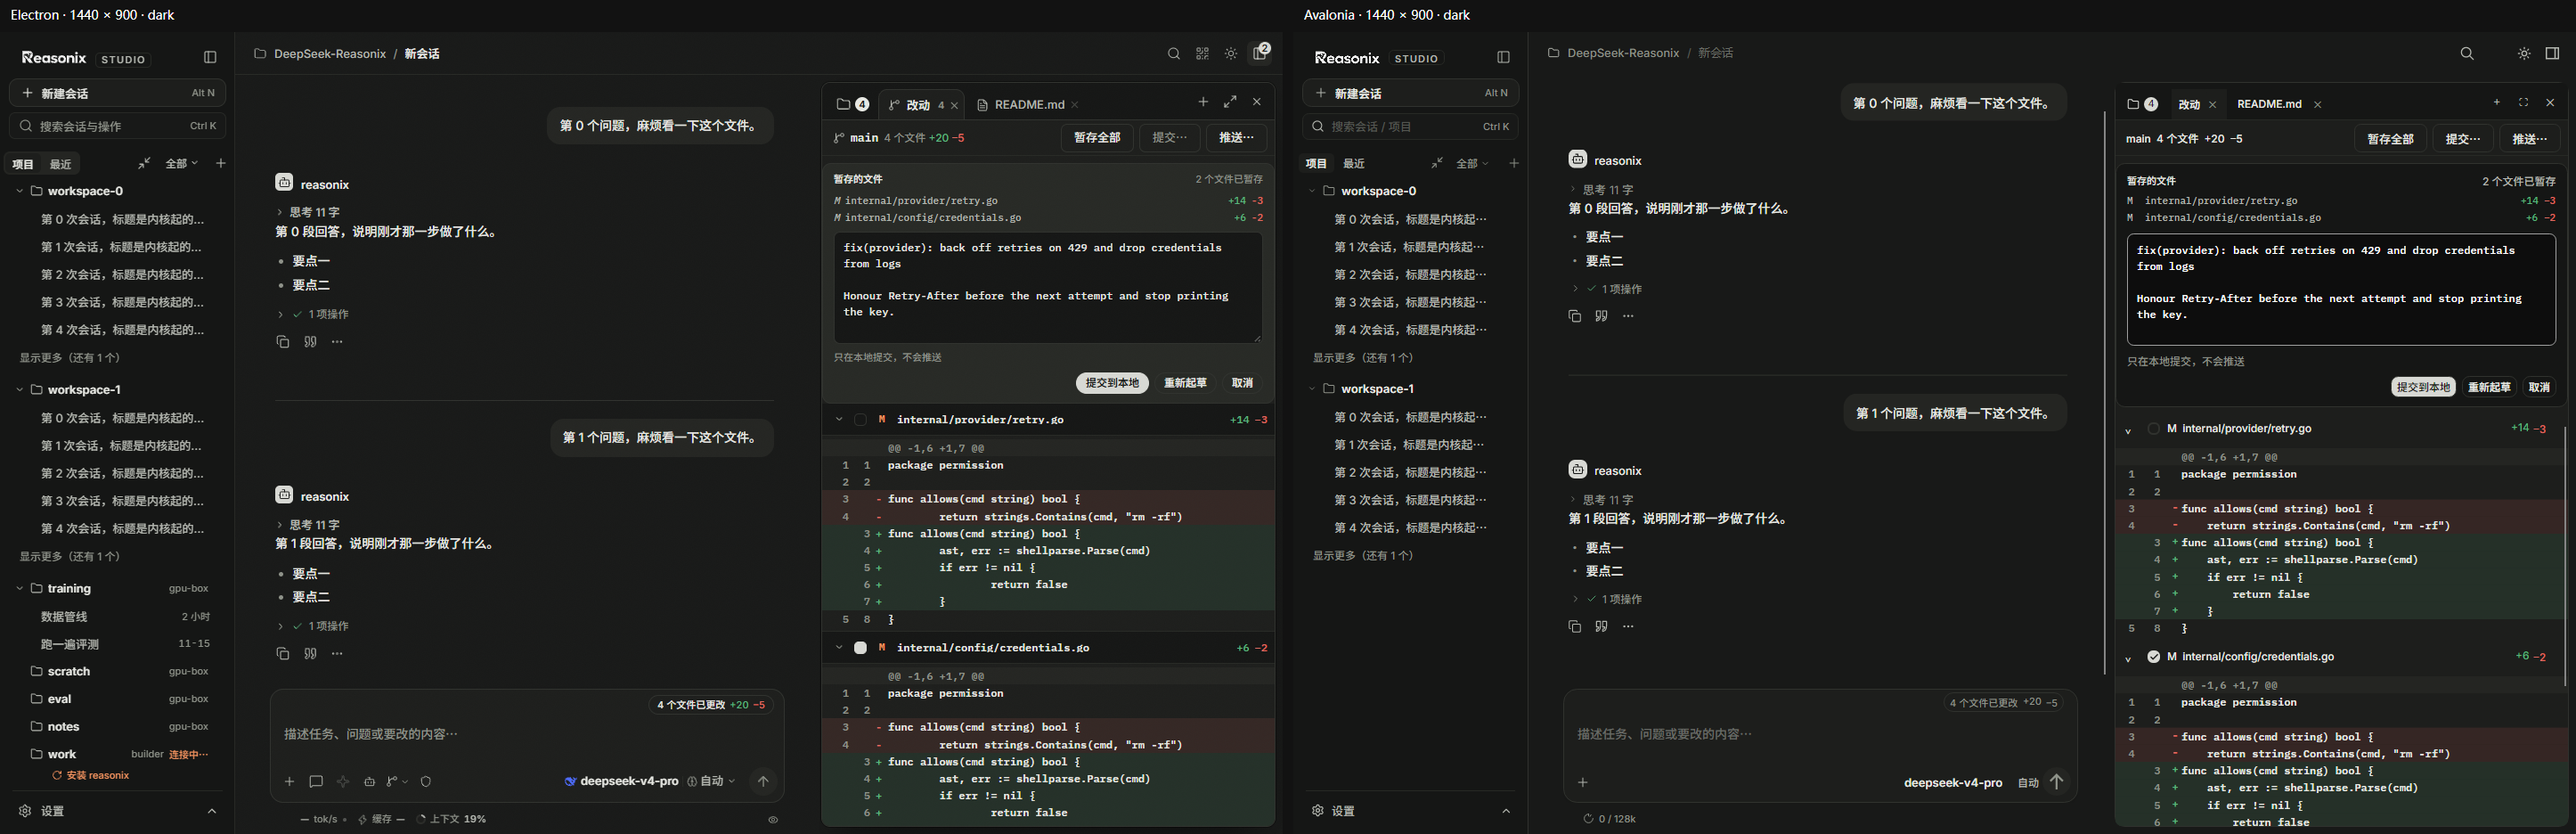 Electron · 1440 × 900 · dark
Reasonix STUDIO
新建会话 Alt N
搜索会话与操作 Ctrl K
项目 最近 全部
workspace-0
第 0 次会话，标题是内核起的...
第 1 次会话，标题是内核起的...
第 2 次会话，标题是内核起的...
第 3 次会话，标题是内核起的...
第 4 次会话，标题是内核起的...
显示更多（还有 1 个）
workspace-1
第 0 次会话，标题是内核起的...
第 1 次会话，标题是内核起的...
第 2 次会话，标题是内核起的...
第 3 次会话，标题是内核起的...
第 4 次会话，标题是内核起的...
显示更多（还有 1 个）
training gpu-box
数据管线 2 小时
跑一遍评测 11-15
scratch gpu-box
eval gpu-box
notes gpu-box
work builder 连接中···
安装 reasonix
设置
DeepSeek-Reasonix / 新会话
2
第 0 个问题，麻烦看一下这个文件。
reasonix
思考 11 字
第 0 段回答，说明刚才那一步做了什么。
• 要点一
• 要点二
1 项操作
第 1 个问题，麻烦看一下这个文件。
reasonix
思考 11 字
第 1 段回答，说明刚才那一步做了什么。
• 要点一
• 要点二
1 项操作
4 个文件已更改 +20 −5
描述任务、问题或要改的内容···
deepseek-v4-pro 自动
— tok/s 缓存 — 上下文 19%
4 改动 4 × README.md ×
main 4 个文件 +20 −5 暂存全部 提交··· 推送···
暂存的文件 2 个文件已暂存
M internal/provider/retry.go +14 −3
M internal/config/credentials.go +6 −2
fix(provider): back off retries on 429 and drop credentials
from logs
Honour Retry-After before the next attempt and stop printing
the key.
只在本地提交，不会推送
提交到本地 重新起草 取消
M internal/provider/retry.go +14 −3
@@ -1,6 +1,7 @@
1 1 package permission
2 2
3 - func allows(cmd string) bool {
4 - return strings.Contains(cmd, "rm -rf")
3 + func allows(cmd string) bool {
4 + ast, err := shellparse.Parse(cmd)
5 + if err != nil {
6 + return false
7 + }
5 8 }
M internal/config/credentials.go +6 −2
@@ -1,6 +1,7 @@
1 1 package permission
2 2
3 - func allows(cmd string) bool {
4 - return strings.Contains(cmd, "rm -rf")
3 + func allows(cmd string) bool {
4 + ast, err := shellparse.Parse(cmd)
5 + if err != nil {
6 + return false
Avalonia · 1440 × 900 · dark
Reasonix STUDIO
新建会话 Alt N
搜索会话 / 项目 Ctrl K
项目 最近 全部
workspace-0
第 0 次会话，标题是内核起···
第 1 次会话，标题是内核起···
第 2 次会话，标题是内核起···
第 3 次会话，标题是内核起···
第 4 次会话，标题是内核起···
显示更多（还有 1 个）
workspace-1
第 0 次会话，标题是内核起···
第 1 次会话，标题是内核起···
第 2 次会话，标题是内核起···
第 3 次会话，标题是内核起···
第 4 次会话，标题是内核起···
显示更多（还有 1 个）
设置
DeepSeek-Reasonix / 新会话
第 0 个问题，麻烦看一下这个文件。
reasonix
思考 11 字
第 0 段回答，说明刚才那一步做了什么。
• 要点一
• 要点二
1 项操作
第 1 个问题，麻烦看一下这个文件。
reasonix
思考 11 字
第 1 段回答，说明刚才那一步做了什么。
• 要点一
• 要点二
1 项操作
4 个文件已更改 +20 −5
描述任务、问题或要改的内容···
deepseek-v4-pro 自动
0 / 128k
4 改动 × README.md ×
main 4 个文件 +20 −5 暂存全部 提交··· 推送···
暂存的文件 2 个文件已暂存
M internal/provider/retry.go +14 −3
M internal/config/credentials.go +6 −2
fix(provider): back off retries on 429 and drop credentials
from logs
Honour Retry-After before the next attempt and stop printing
the key.
只在本地提交，不会推送
提交到本地 重新起草 取消
M internal/provider/retry.go +14 −3
@@ -1,6 +1,7 @@
1 1 package permission
2 2
3 - func allows(cmd string) bool {
4 - return strings.Contains(cmd, "rm -rf")
3 + func allows(cmd string) bool {
4 + ast, err := shellparse.Parse(cmd)
5 + if err != nil {
6 + return false
7 + }
5 8 }
M internal/config/credentials.go +6 −2
@@ -1,6 +1,7 @@
1 1 package permission
2 2
3 - func allows(cmd string) bool {
4 - return strings.Contains(cmd, "rm -rf")
3 + func allows(cmd string) bool {
4 + ast, err := shellparse.Parse(cmd)
5 + if err != nil {
6 + return false